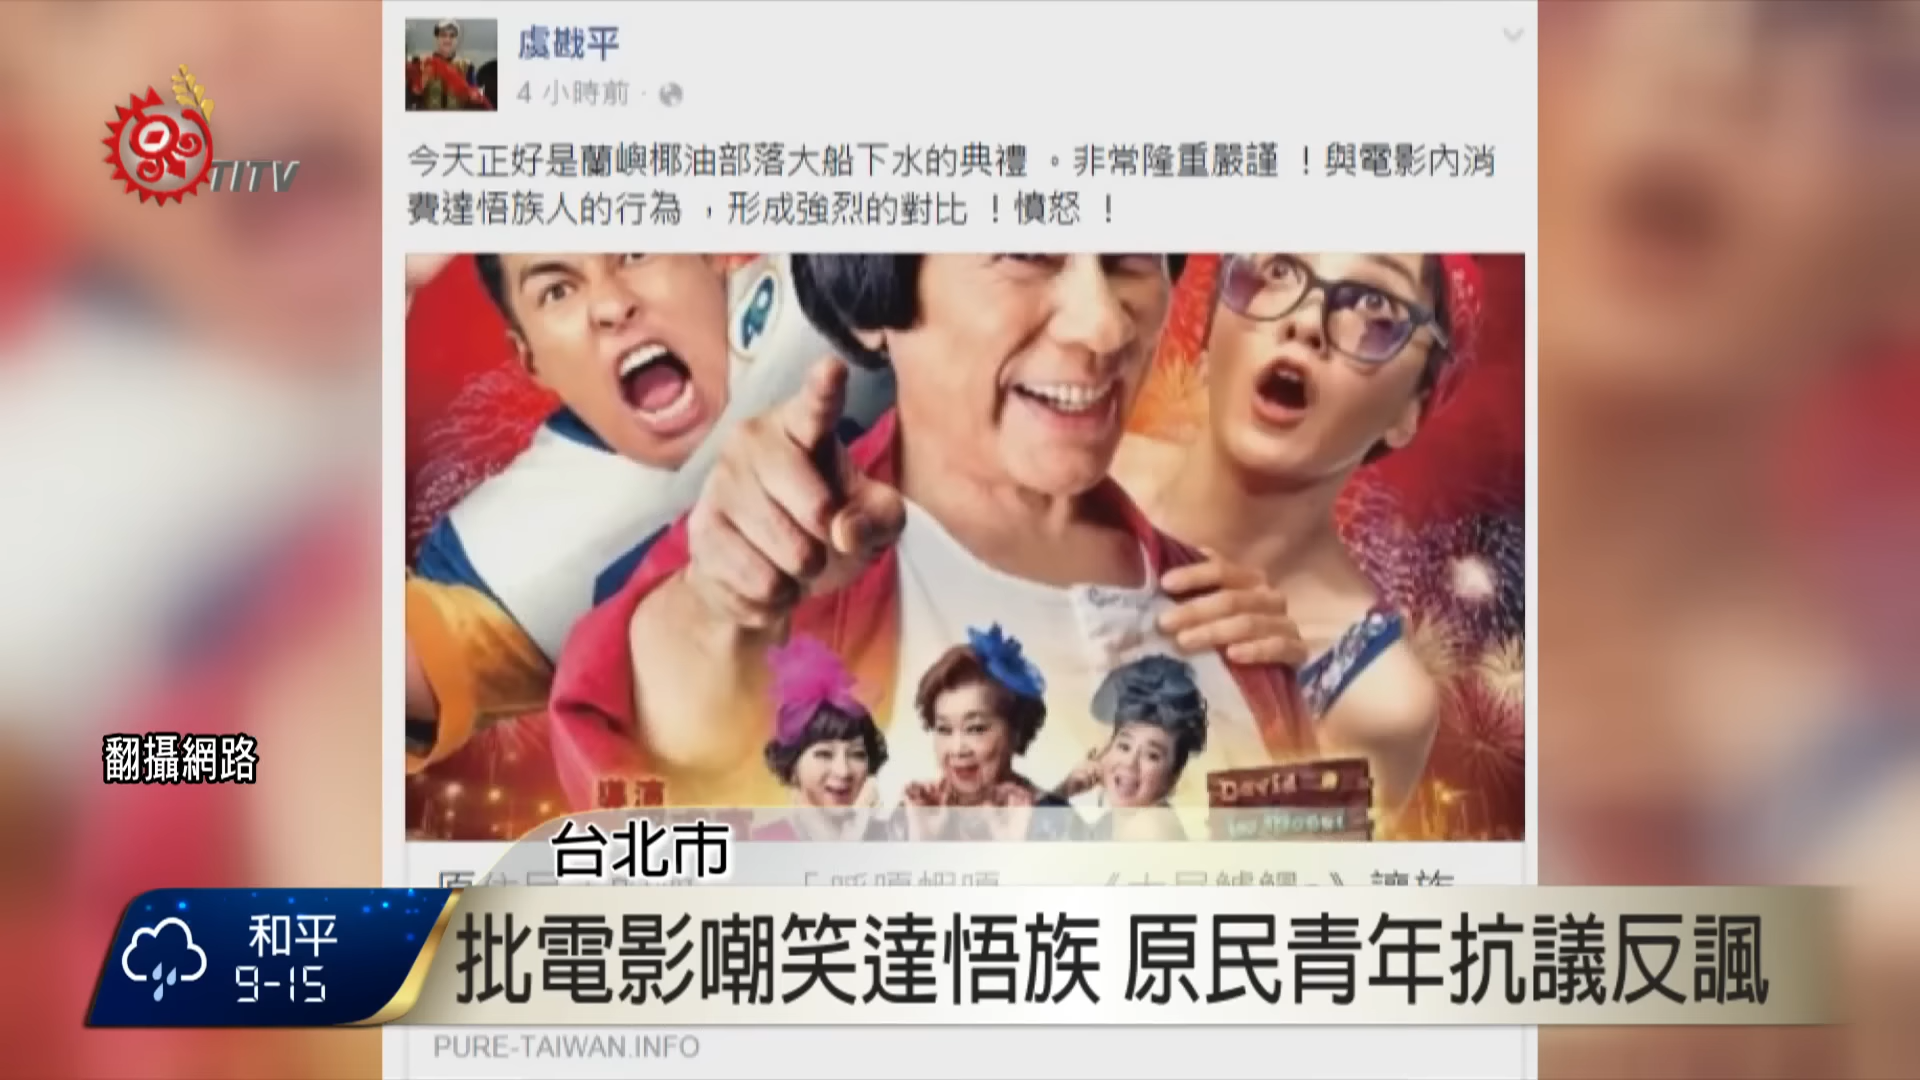 虞戡平
4 小時前
TITV
今天正好是蘭嶼椰油部落大船下水的典禮 。非常隆重嚴謹 ！與電影內消
費達悟族人的行為 ，形成強烈的對比 ！憤怒 ！
翻攝網路
導演
David
台北市
和平
9-15
批電影嘲笑達悟族 原民青年抗議反諷
PURE-TAIWAN.INFO